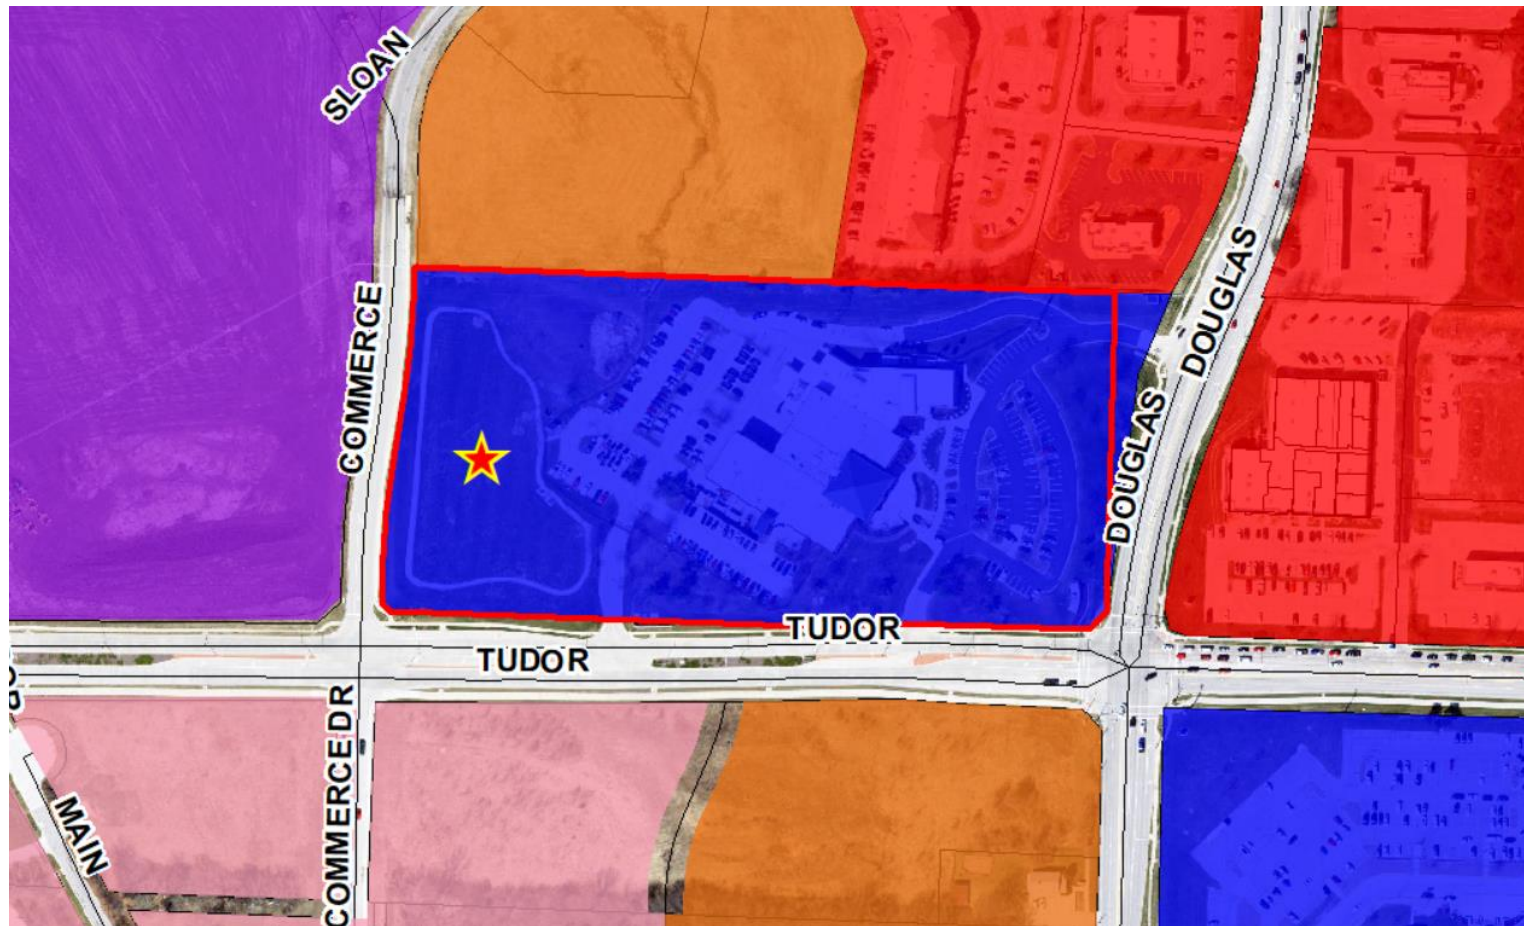 SLOAN
COMMERCE
DOUGLAS
DOUGLAS
TUDOR
TUDOR
COMMERCE DR
MAIN